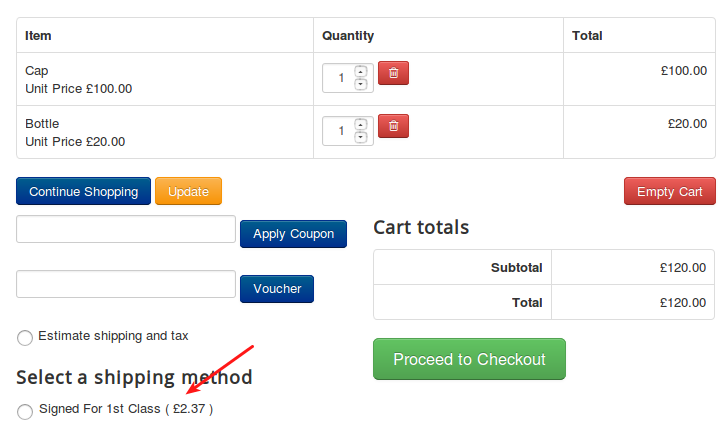 Item Quantity Total
Cap
Unit Price £100.00 1 £100.00
Bottle
Unit Price £20.00 1 £20.00
Continue Shopping Update Empty Cart
Apply Coupon
Voucher
Cart totals
Subtotal £120.00
Total £120.00
Proceed to Checkout
Estimate shipping and tax
Select a shipping method
Signed For 1st Class ( £2.37 )